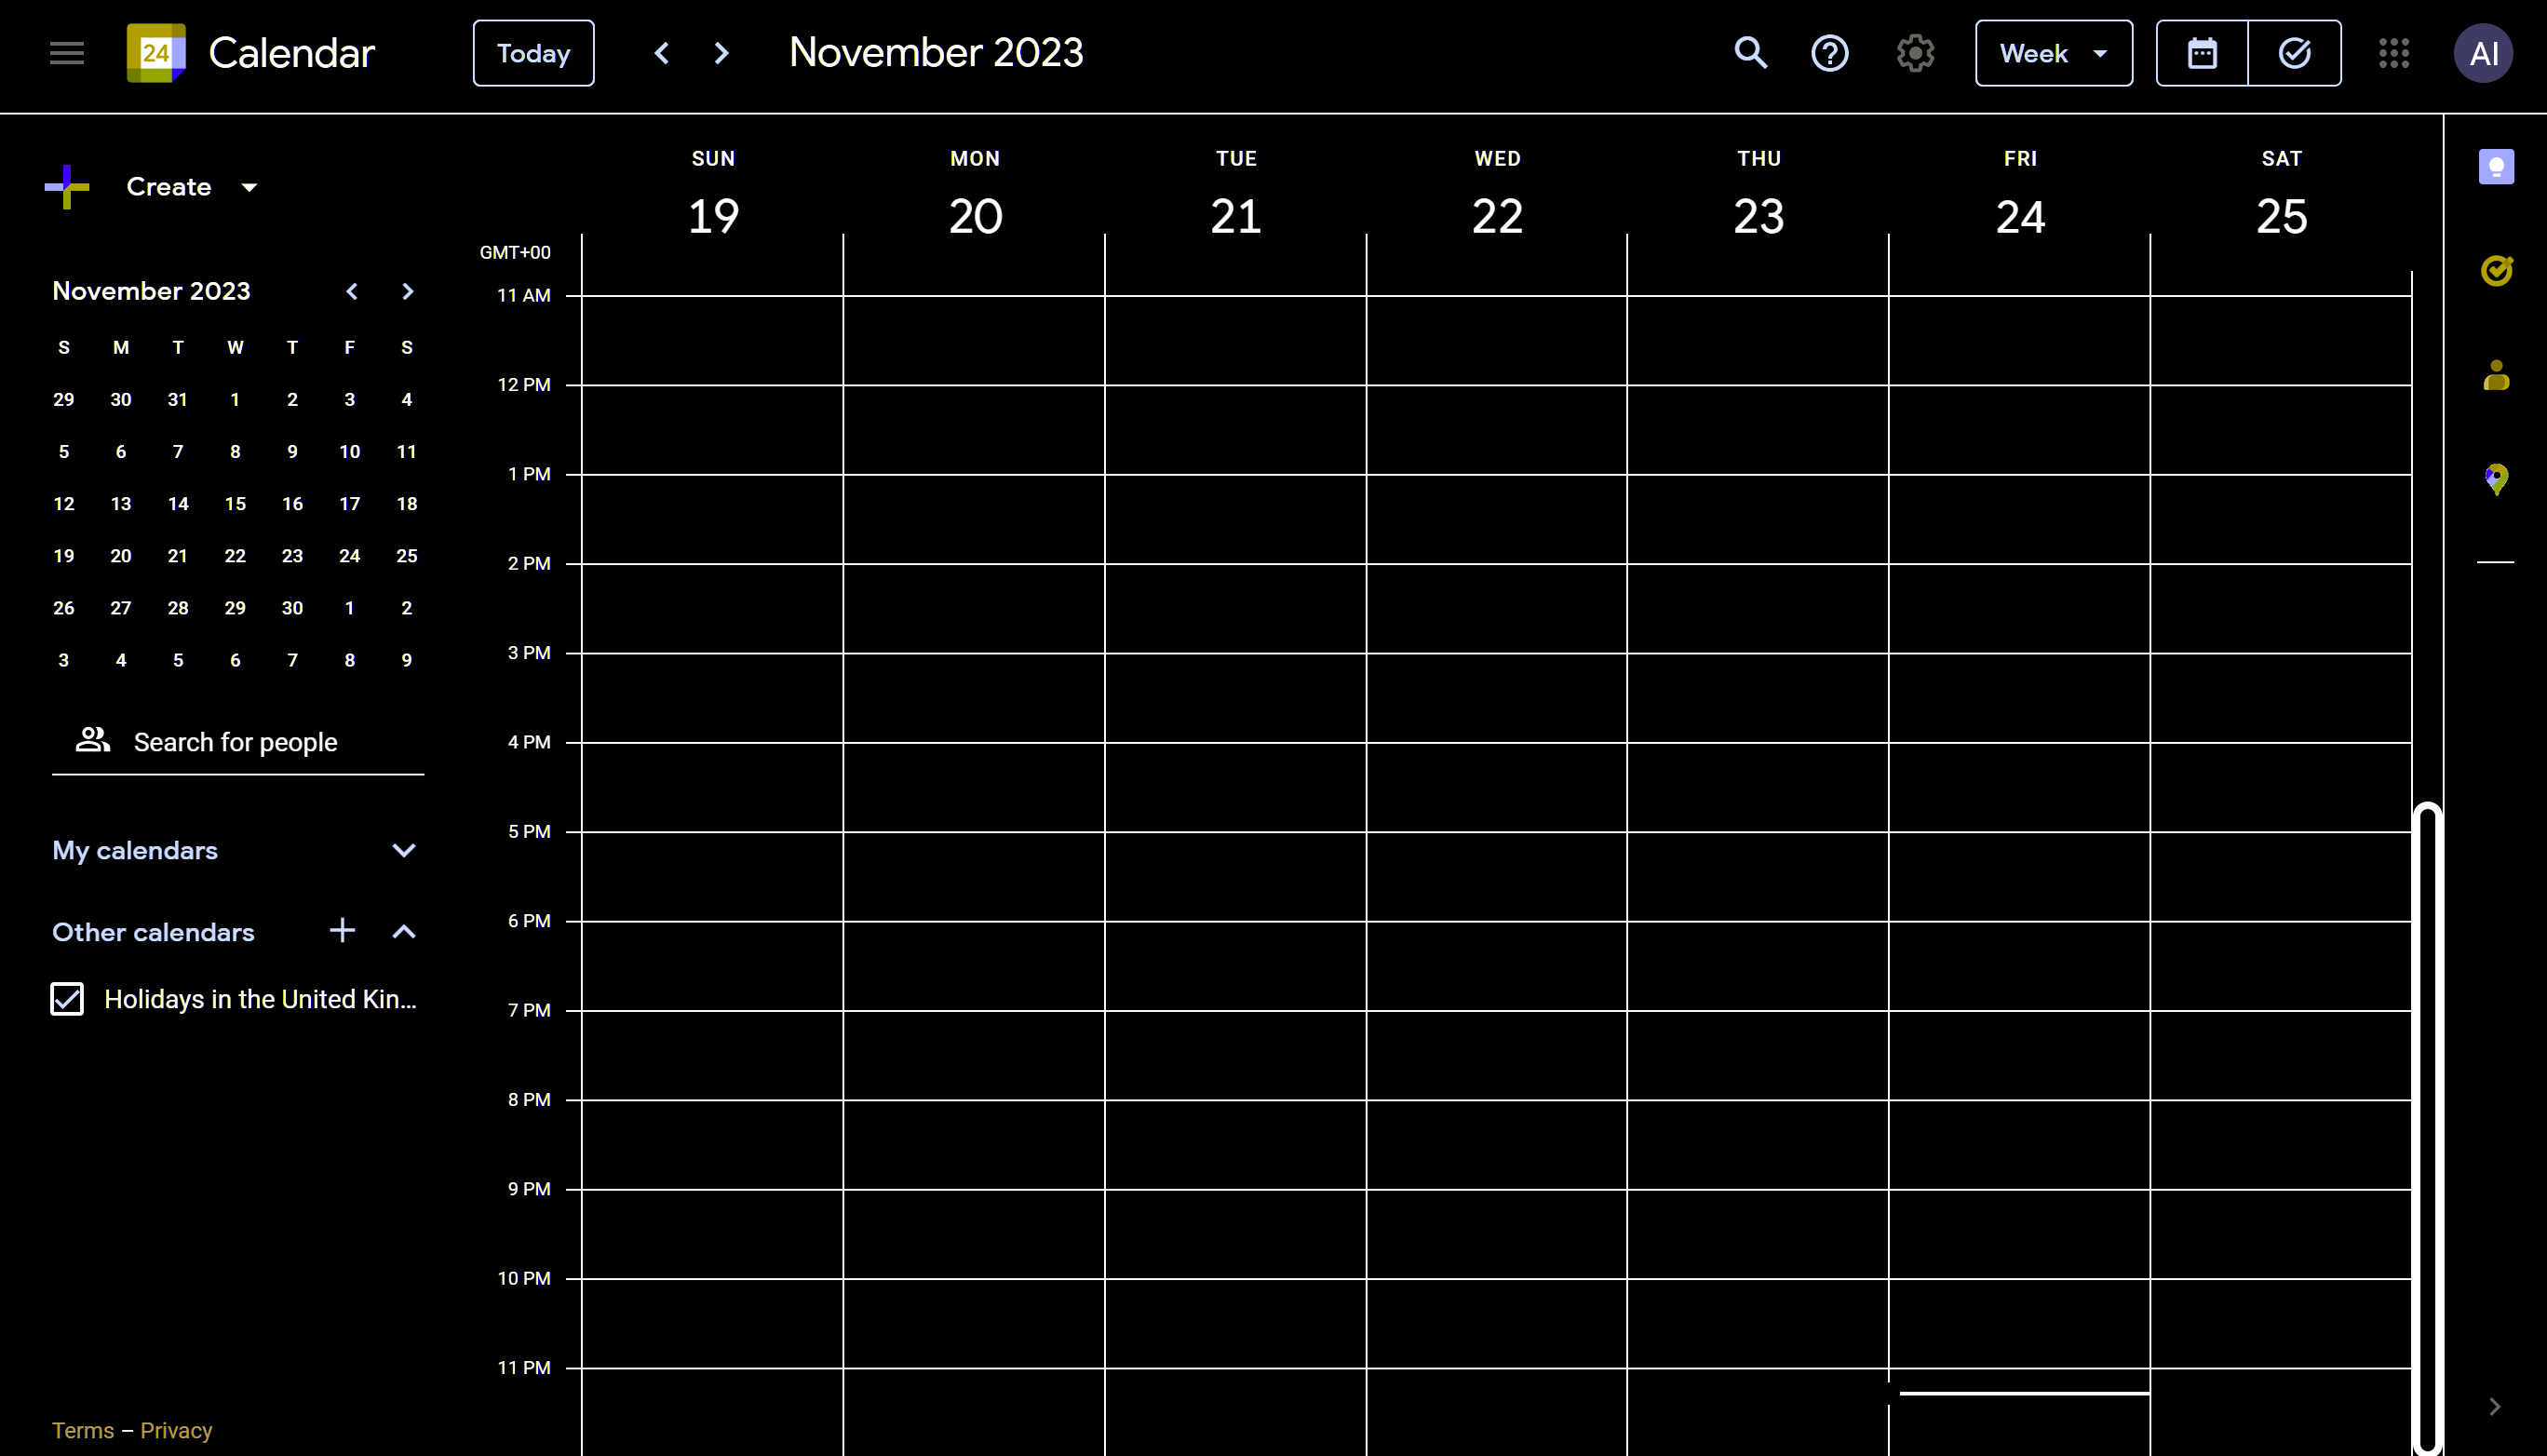 24 Calendar Today November 2023 Week AI
Create
November 2023
S M T W T F S
29 30 31 1 2 3 4
5 6 7 8 9 10 11
12 13 14 15 16 17 18
19 20 21 22 23 24 25
26 27 28 29 30 1 2
3 4 5 6 7 8 9
Search for people
My calendars
Other calendars
Holidays in the United Kin...
Terms – Privacy
SUN MON TUE WED THU FRI SAT
19 20 21 22 23 24 25
GMT+00
11 AM
12 PM
1 PM
2 PM
3 PM
4 PM
5 PM
6 PM
7 PM
8 PM
9 PM
10 PM
11 PM